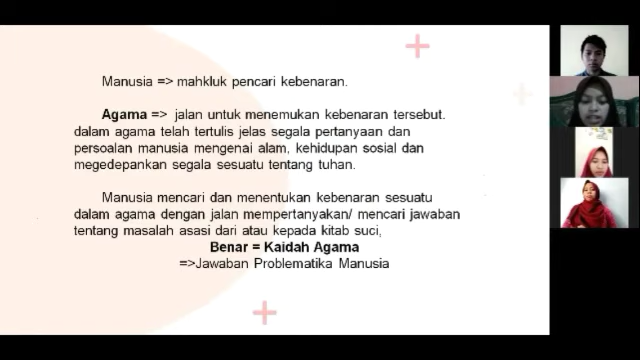 Manusia => mahkluk pencari kebenaran.
Agama => jalan untuk menemukan kebenaran tersebut.
dalam agama telah tertulis jelas segala pertanyaan dan
persoalan manusia mengenai alam, kehidupan sosial dan
megedepankan segala sesuatu tentang tuhan.
Manusia mencari dan menentukan kebenaran sesuatu
dalam agama dengan jalan mempertanyakan/ mencari jawaban
tentang masalah asasi dari atau kepada kitab suci,
Benar = Kaidah Agama
=>Jawaban Problematika Manusia